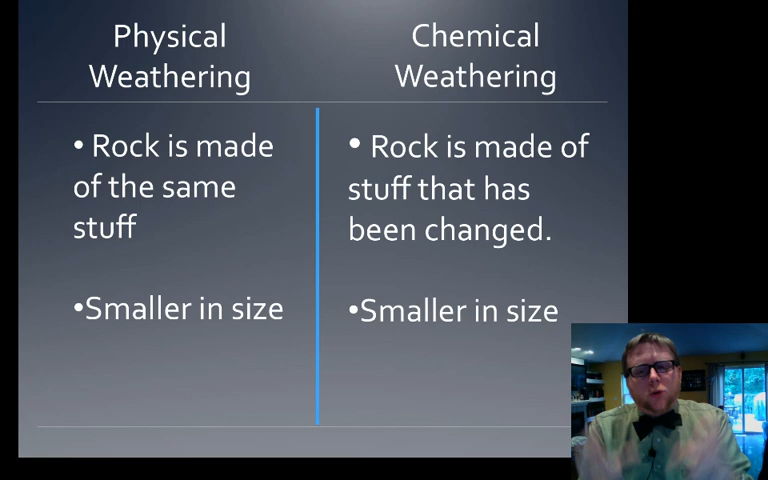 Physical
Weathering
• Rock is made
of the same
stuff
•Smaller in size
Chemical
Weathering
• Rock is made of
stuff that has
been changed.
•Smaller in size